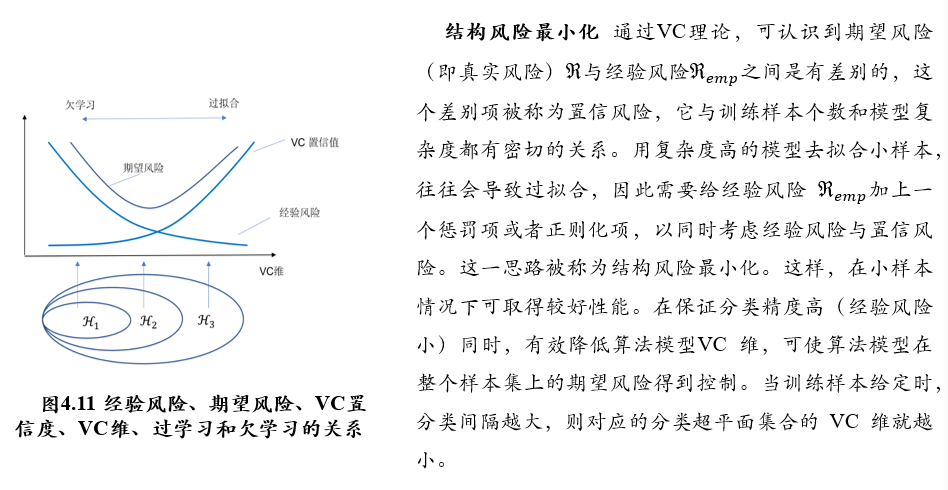 欠学习
过拟合
VC 置信值
期望风险
经验风险
VC维
ℋ1
ℋ2
ℋ3
图4.11 经验风险、期望风险、VC置
信度、VC维、过学习和欠学习的关系
结构风险最小化 通过VC理论，可认识到期望风险
（即真实风险）ℜ与经验风险ℜemp之间是有差别的，这
个差别项被称为置信风险，它与训练样本个数和模型复
杂度都有密切的关系。用复杂度高的模型去拟合小样本，
往往会导致过拟合，因此需要给经验风险 ℜemp加上一
个惩罚项或者正则化项，以同时考虑经验风险与置信风
险。这一思路被称为结构风险最小化。这样，在小样本
情况下可取得较好性能。在保证分类精度高（经验风险
小）同时，有效降低算法模型VC 维，可使算法模型在
整个样本集上的期望风险得到控制。当训练样本给定时，
分类间隔越大，则对应的分类超平面集合的 VC 维就越
小。